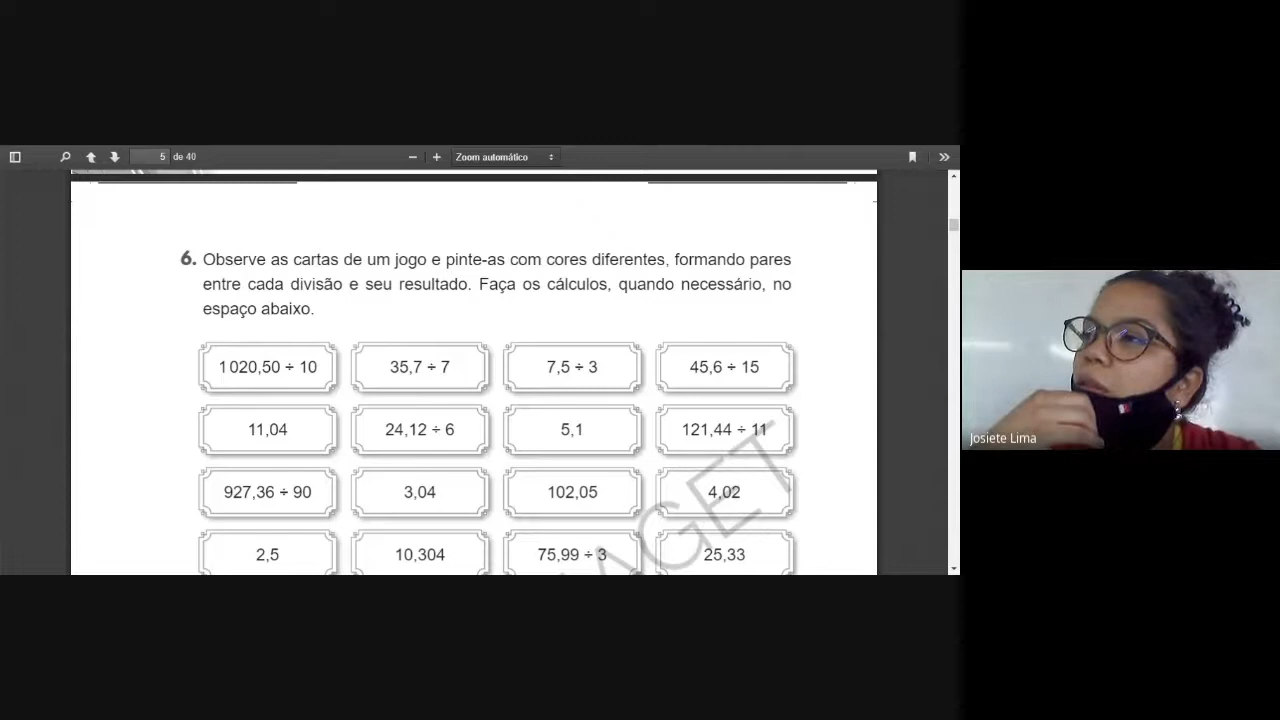 5 de 40
Zoom automático
6. Observe as cartas de um jogo e pinte-as com cores diferentes, formando pares
entre cada divisão e seu resultado. Faça os cálculos, quando necessário, no
espaço abaixo.
1 020,50 ÷ 10 35,7 ÷ 7 7,5 ÷ 3 45,6 ÷ 15
11,04 24,12 ÷ 6 5,1 121,44 ÷ 11
927,36 ÷ 90 3,04 102,05 4,02
2,5 10,304 75,99 ÷ 3 25,33
Josiete Lima